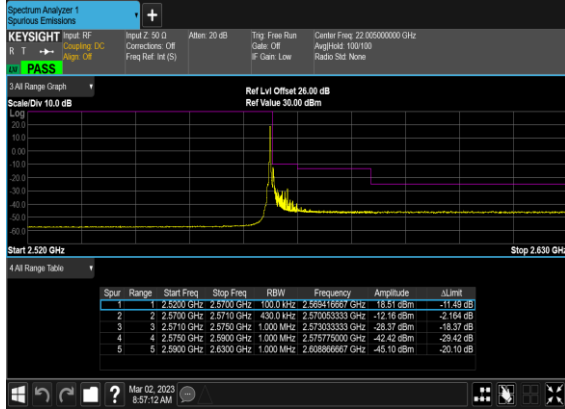 Spectrum Analyzer 1
Spurious Emissions
+
KEYSIGHT Input: RF Input Z: 50 Ω Atten: 20 dB Trig: Free Run Center Freq: 22.005000000 GHz
R T Coupling: DC Corrections: Off Gate: Off Avg|Hold: 100/100
Align: Off Freq Ref: Int (S) IF Gain: Low Radio Std: None
PASS
3 All Range Graph
Ref Lvl Offset 26.00 dB
Scale/Div 10.0 dB Ref Value 30.00 dBm
Log
20.0
10.0
0.00
-10.0
-20.0
-30.0
-40.0
-50.0
-60.0
Start 2.520 GHz Stop 2.630 GHz
4 All Range Table
Spur Range Start Freq Stop Freq RBW Frequency Amplitude ΔLimit
1 1 2.5200 GHz 2.5700 GHz 100.0 kHz 2.569416667 GHz 18.51 dBm -11.49 dB
2 2 2.5700 GHz 2.5710 GHz 430.0 kHz 2.570053333 GHz -12.16 dBm -2.164 dB
3 3 2.5710 GHz 2.5750 GHz 1.000 MHz 2.573033333 GHz -28.37 dBm -18.37 dB
4 4 2.5750 GHz 2.5900 GHz 1.000 MHz 2.575775000 GHz -42.42 dBm -29.42 dB
5 5 2.5900 GHz 2.6300 GHz 1.000 MHz 2.608866667 GHz -45.10 dBm -20.10 dB
?
Mar 02, 2023
8:57:12 AM